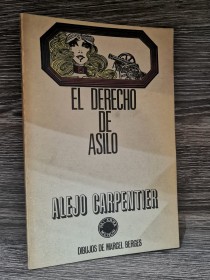 EL DERECHO
DE
ASILO
ALEJO CARPENTIER
DIBUJOS DE MARCEL BERGES